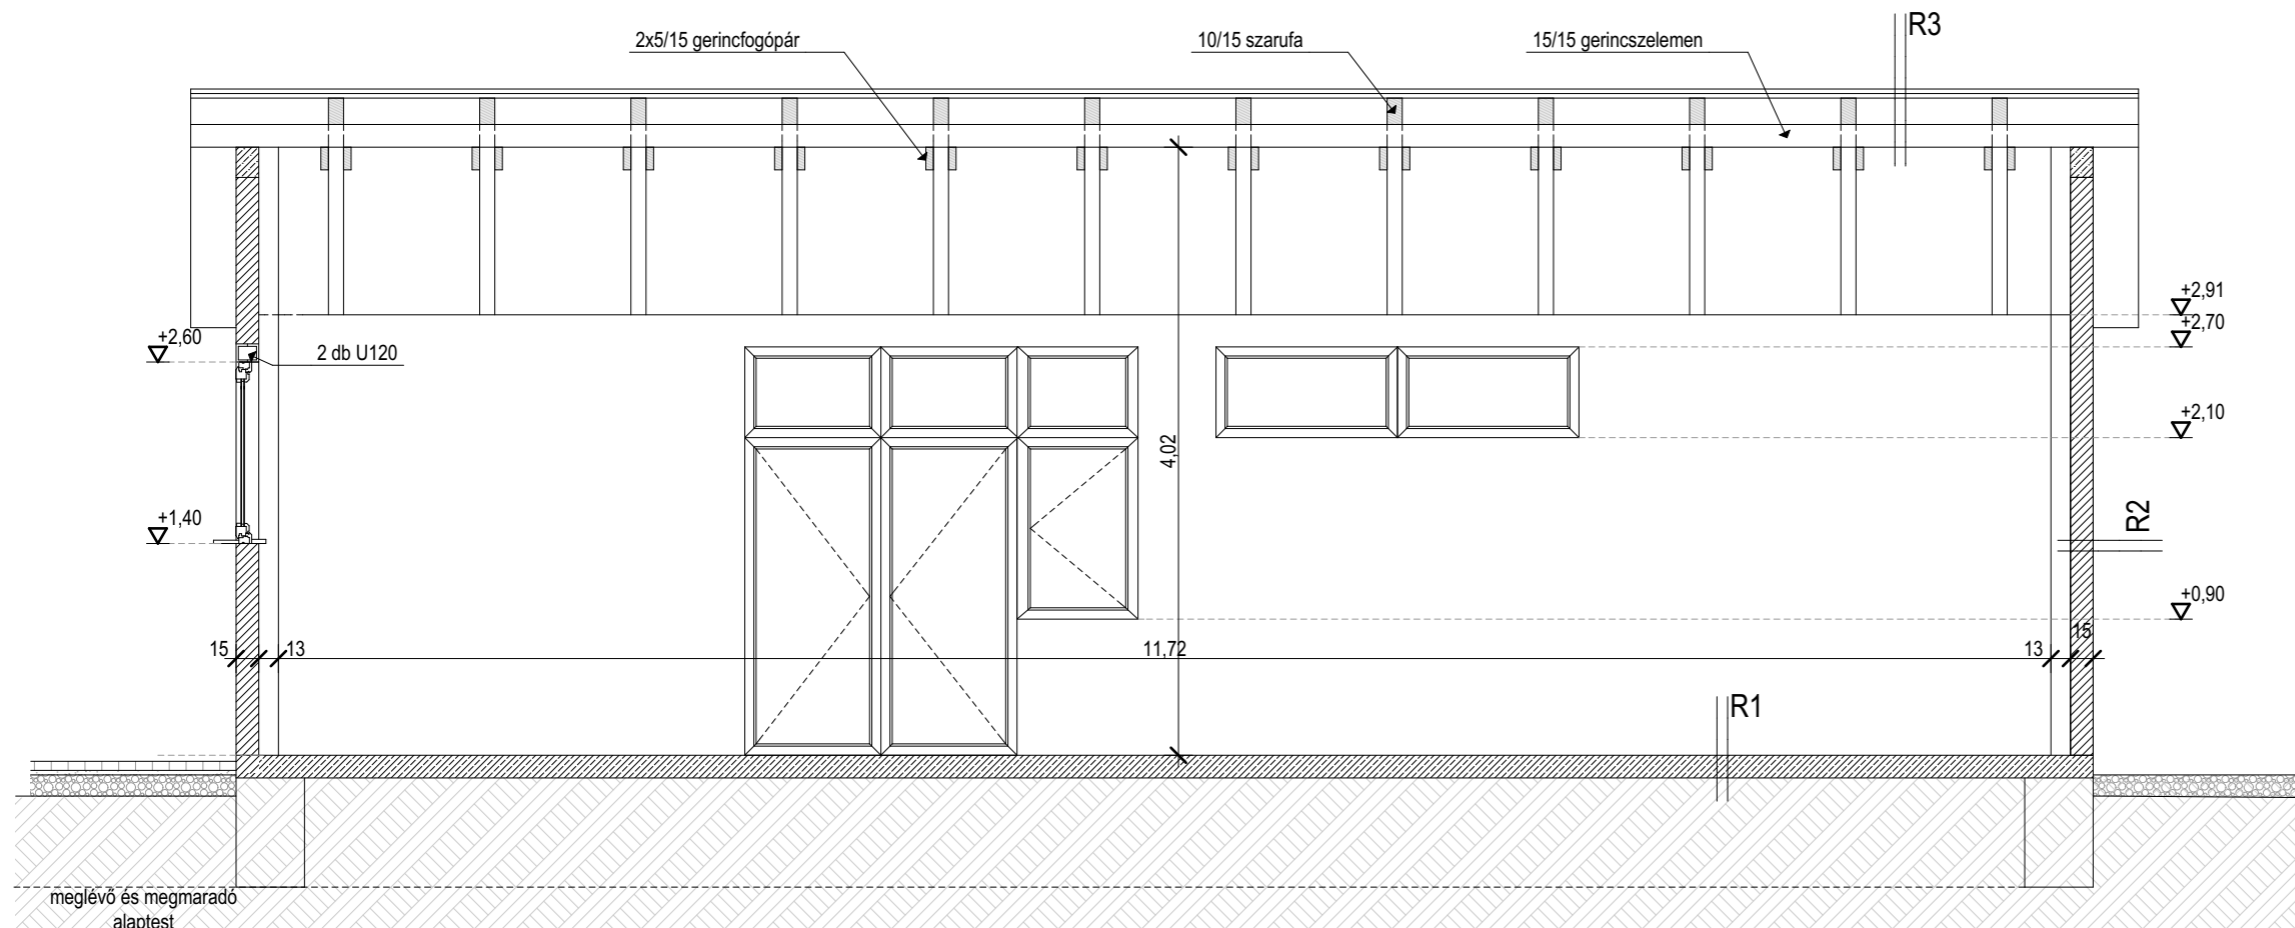 R3
2x5/15 gerincfogópár
10/15 szarufa
15/15 gerincszelemen
+2,91
+2,70
+2,60
2 db U120
+2,10
4,02
+1,40
R2
+0,90
15
13
11,72
13
15
R1
meglévő és megmaradó
alaptest